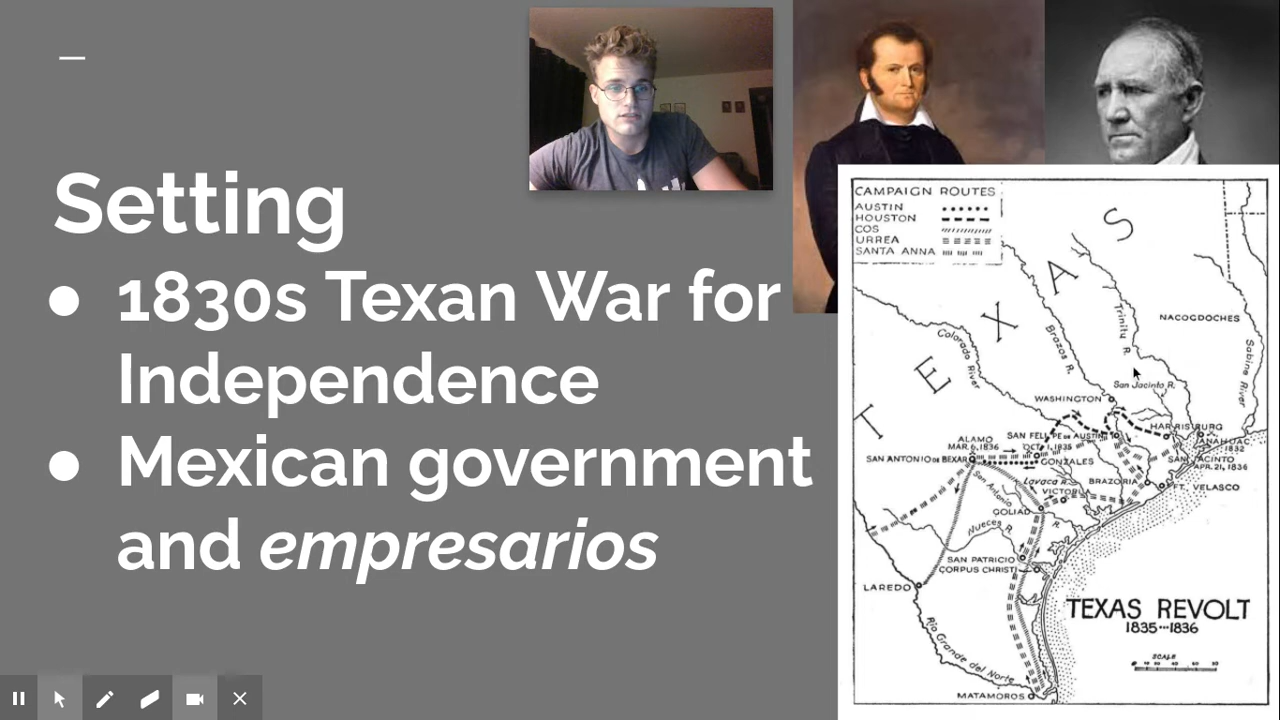 Setting
● 1830s Texan War for
Independence
● Mexican government
and empresarios
CAMPAIGN ROUTES
AUSTIN
HOUSTON
COS
URREA
SANTA ANNA
TEXAS
NACOGDOCHES
Colorado River
Brazos R.
Trinity R.
Sabine River
San Jacinto R.
WASHINGTON
HARRISBURG
ANAHUAC
1832
SAN FELIPE DE AUSTIN
ALAMO
MAR. 6, 1836
OCT. 1, 1835
SAN JACINTO
APR. 21, 1836
SAN ANTONIO DE BEXAR
GONZALES
Lavaca R.
BRAZORIA
FT. VELASCO
San Antonio
R.
VICTORIA
GOLIAD
Nueces R.
SAN PATRICIO
CORPUS CHRISTI
LAREDO
Rio Grande del Norte
MATAMOROS
TEXAS REVOLT
1835-1836
SCALE